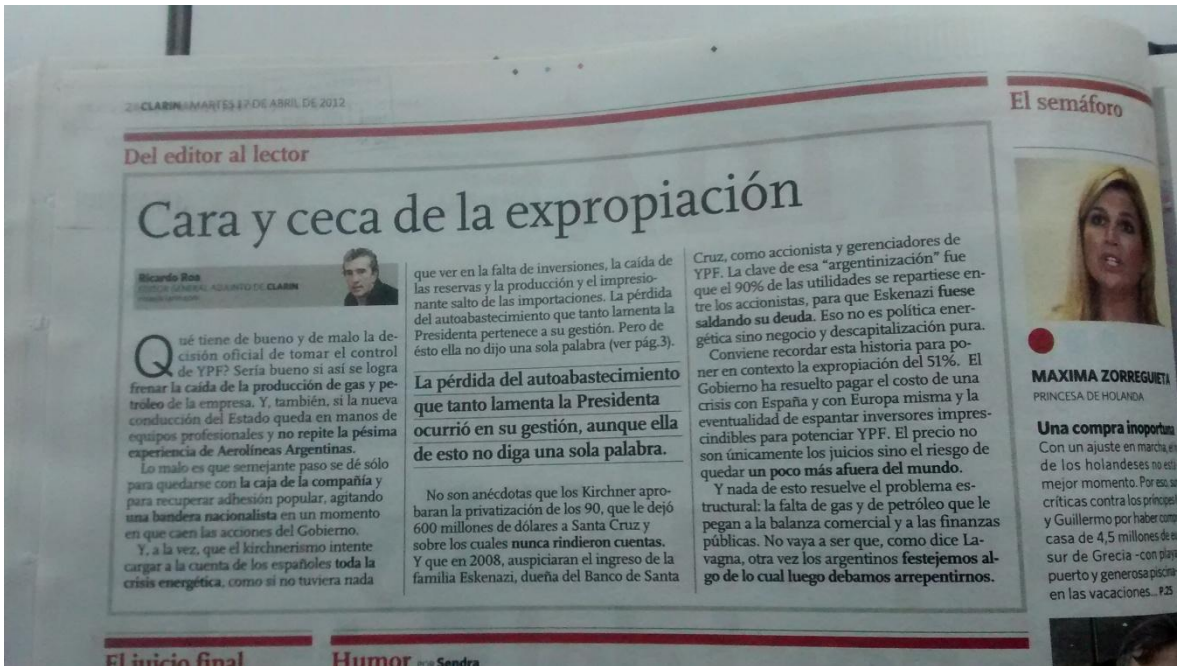 2 CLARIN MARTES 17 DE ABRIL DE 2012
Del editor al lector
Cara y ceca de la expropiación
Ricardo Roa
EDITOR GENERAL ADJUNTO DE CLARIN
Qué tiene de bueno y de malo la de-
cisión oficial de tomar el control
de YPF? Sería bueno si así se logra
frenar la caída de la producción de gas y pe-
tróleo de la empresa. Y, también, si la nueva
conducción del Estado queda en manos de
equipos profesionales y no repite la pésima
experiencia de Aerolíneas Argentinas.
Lo malo es que semejante paso se dé sólo
para quedarse con la caja de la compañía y
para recuperar adhesión popular, agitando
una bandera nacionalista en un momento
en que caen las acciones del Gobierno.
Y, a la vez, que el kirchnerismo intente
cargar a la cuenta de los españoles toda la
crisis energética, como si no tuviera nada
que ver en la falta de inversiones, la caída de
las reservas y la producción y el impresio-
nante salto de las importaciones. La pérdida
del autoabastecimiento que tanto lamenta la
Presidenta pertenece a su gestión. Pero de
ésto ella no dijo una sola palabra (ver pág.3).
La pérdida del autoabastecimiento
que tanto lamenta la Presidenta
ocurrió en su gestión, aunque ella
de esto no diga una sola palabra.
No son anécdotas que los Kirchner apro-
baran la privatización de los 90, que le dejó
600 millones de dólares a Santa Cruz y
sobre los cuales nunca rindieron cuentas.
Y que en 2008, auspiciaran el ingreso de la
familia Eskenazi, dueña del Banco de Santa
Cruz, como accionista y gerenciadores de
YPF. La clave de esa “argentinización” fue
que el 90% de las utilidades se repartiese en-
tre los accionistas, para que Eskenazi fuese
saldando su deuda. Eso no es política ener-
gética sino negocio y descapitalización pura.
Conviene recordar esta historia para po-
ner en contexto la expropiación del 51%. El
Gobierno ha resuelto pagar el costo de una
crisis con España y con Europa misma y la
eventualidad de espantar inversores impres-
cindibles para potenciar YPF. El precio no
son únicamente los juicios sino el riesgo de
quedar un poco más afuera del mundo.
Y nada de esto resuelve el problema es-
tructural: la falta de gas y de petróleo que le
pegan a la balanza comercial y a las finanzas
públicas. No vaya a ser que, como dice La-
vagna, otra vez los argentinos festejemos al-
go de lo cual luego debamos arrepentirnos.
El semáforo
MAXIMA ZORREGUIETA
PRINCESA DE HOLANDA
Una compra inoportuna
Con un ajuste en marcha,
de los holandeses no está
mejor momento. Por eso,
críticas contra los príncipes
y Guillermo por haber
casa de 4,5 millones de
sur de Grecia -con playa
puerto y generosa piscina-
en las vacaciones... P.25
El juicio final
Humor POR Sendra